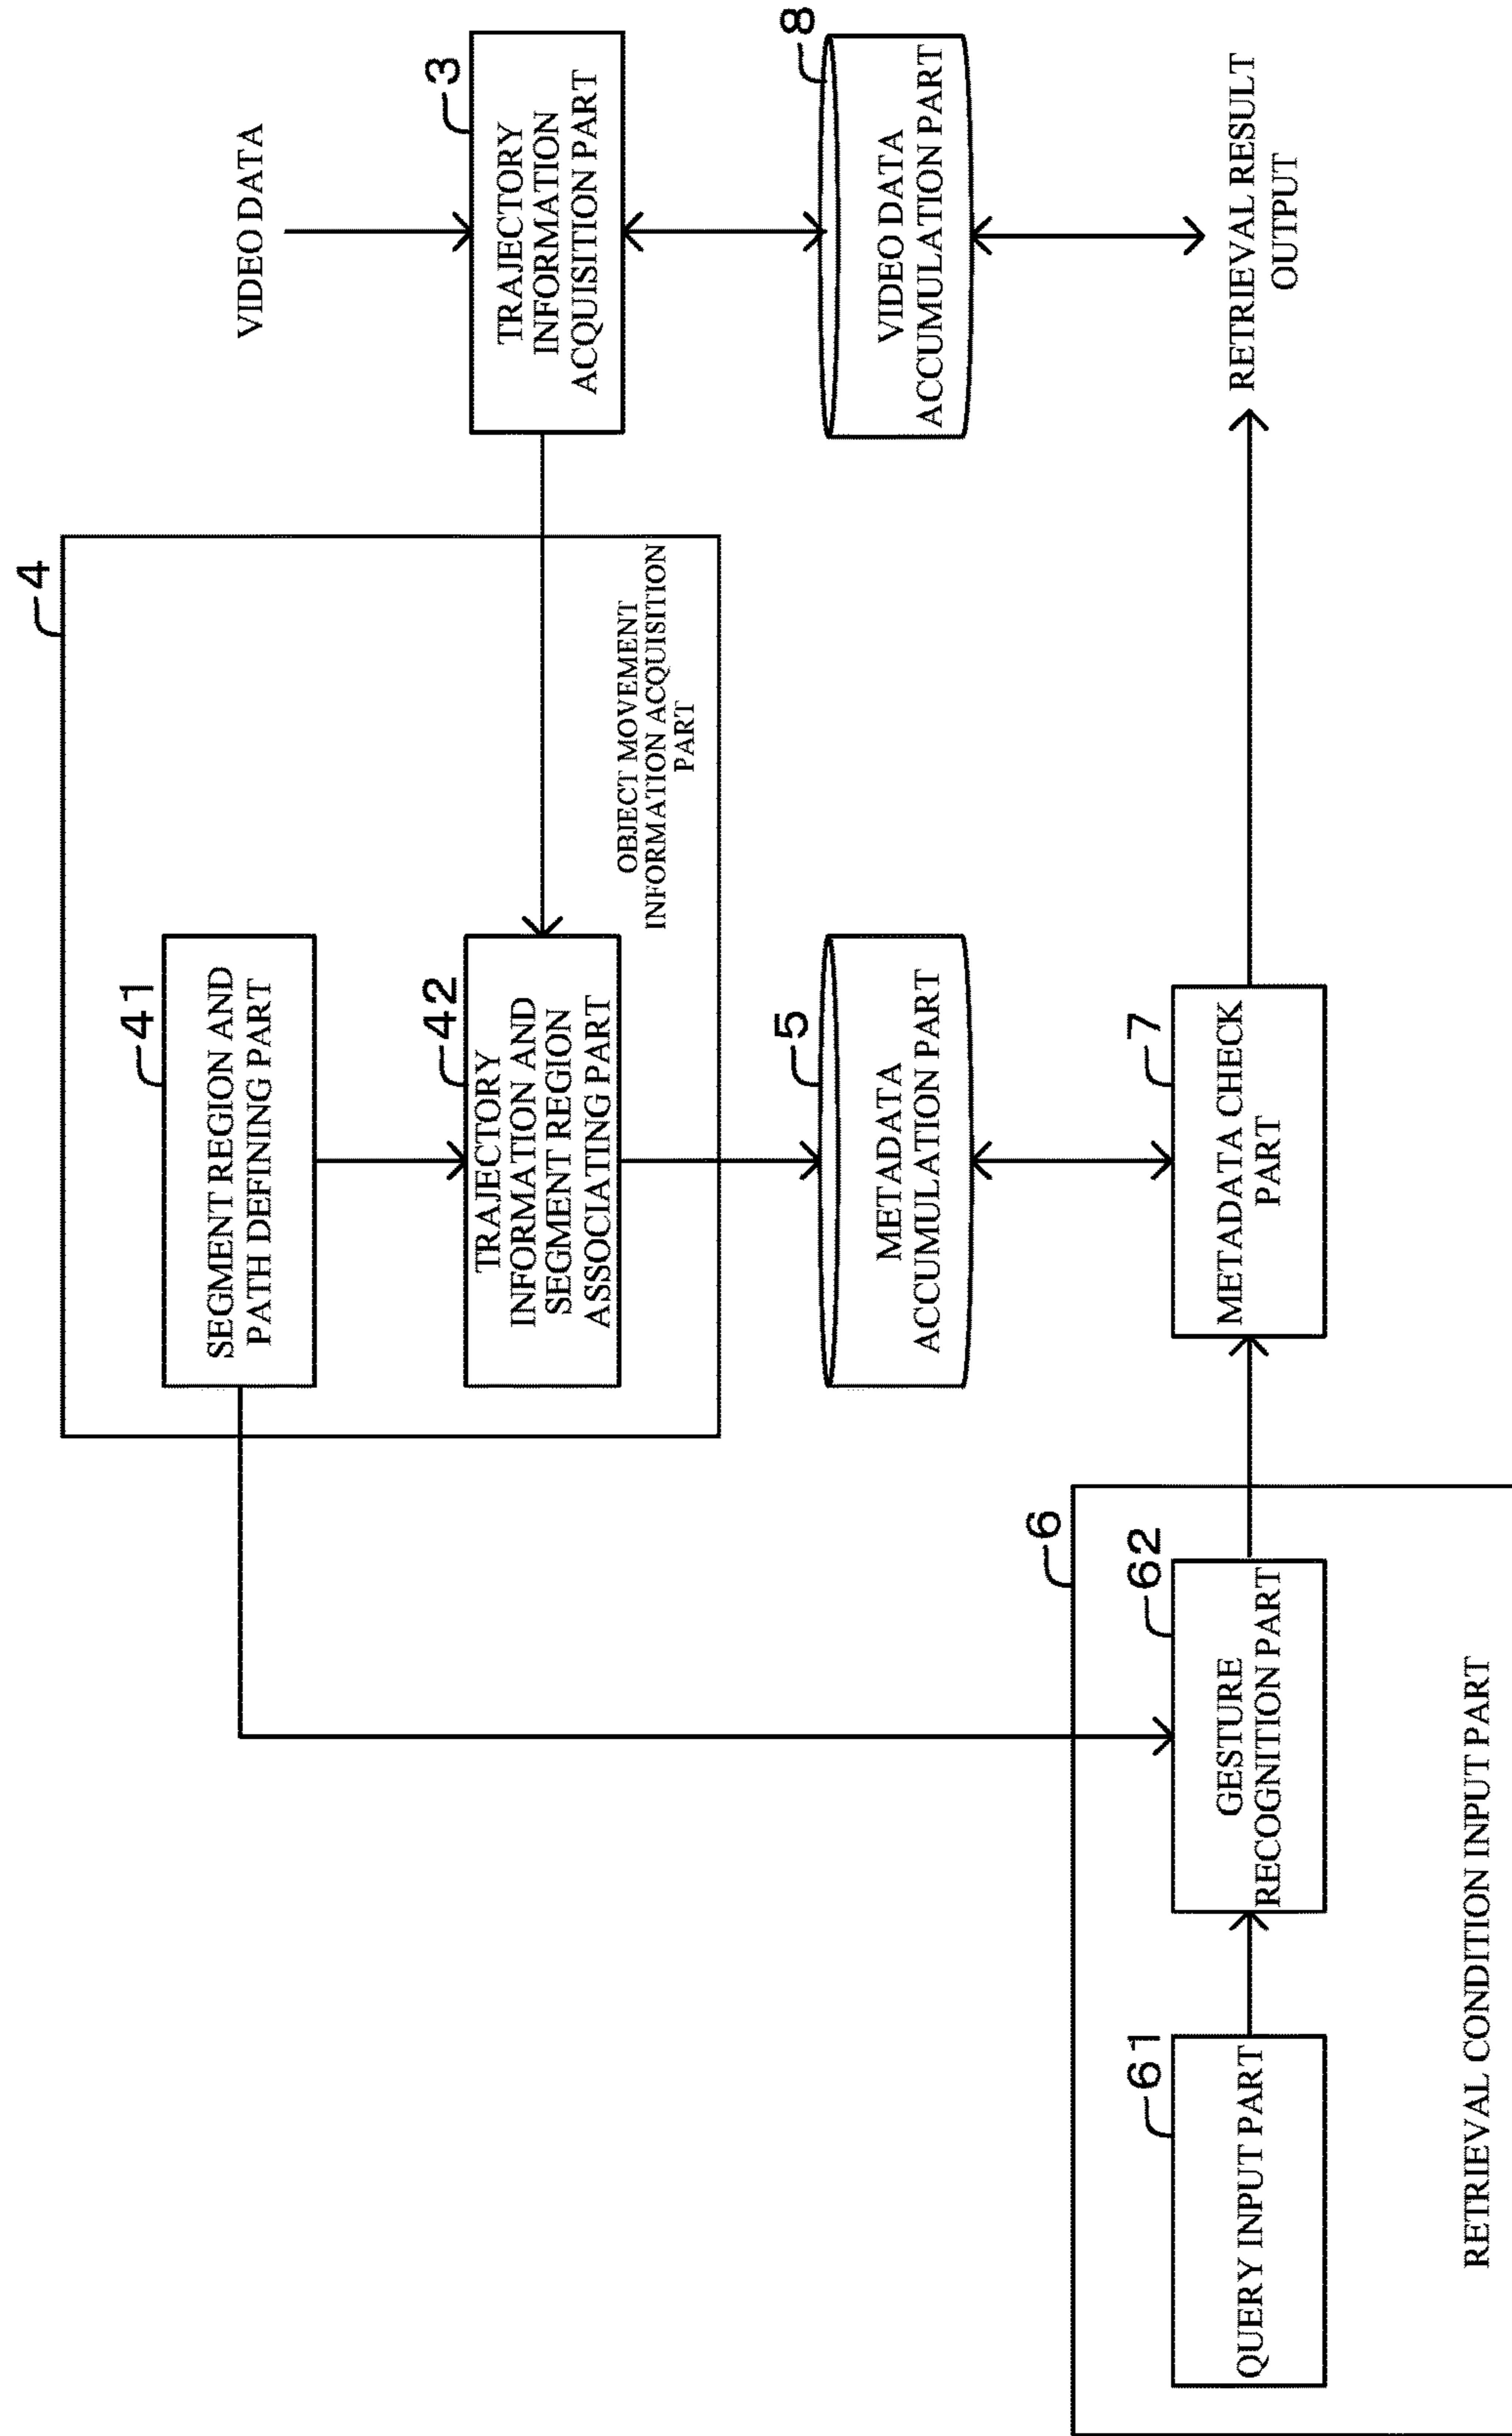 4
41
SEGMENT REGION AND
PATH DEFINING PART
VIDEO DATA
42
TRAJECTORY
INFORMATION AND
SEGMENT REGION
ASSOCIATING PART
3
TRAJECTORY
INFORMATION
ACQUISITION PART
OBJECT MOVEMENT
INFORMATION ACQUISITION
PART
5
METADATA
ACCUMULATION PART
8
VIDEO DATA
ACCUMULATION PART
6
61
QUERY INPUT PART
62
GESTURE
RECOGNITION PART
7
METADATA CHECK
PART
RETRIEVAL RESULT
OUTPUT
RETRIEVAL CONDITION INPUT PART